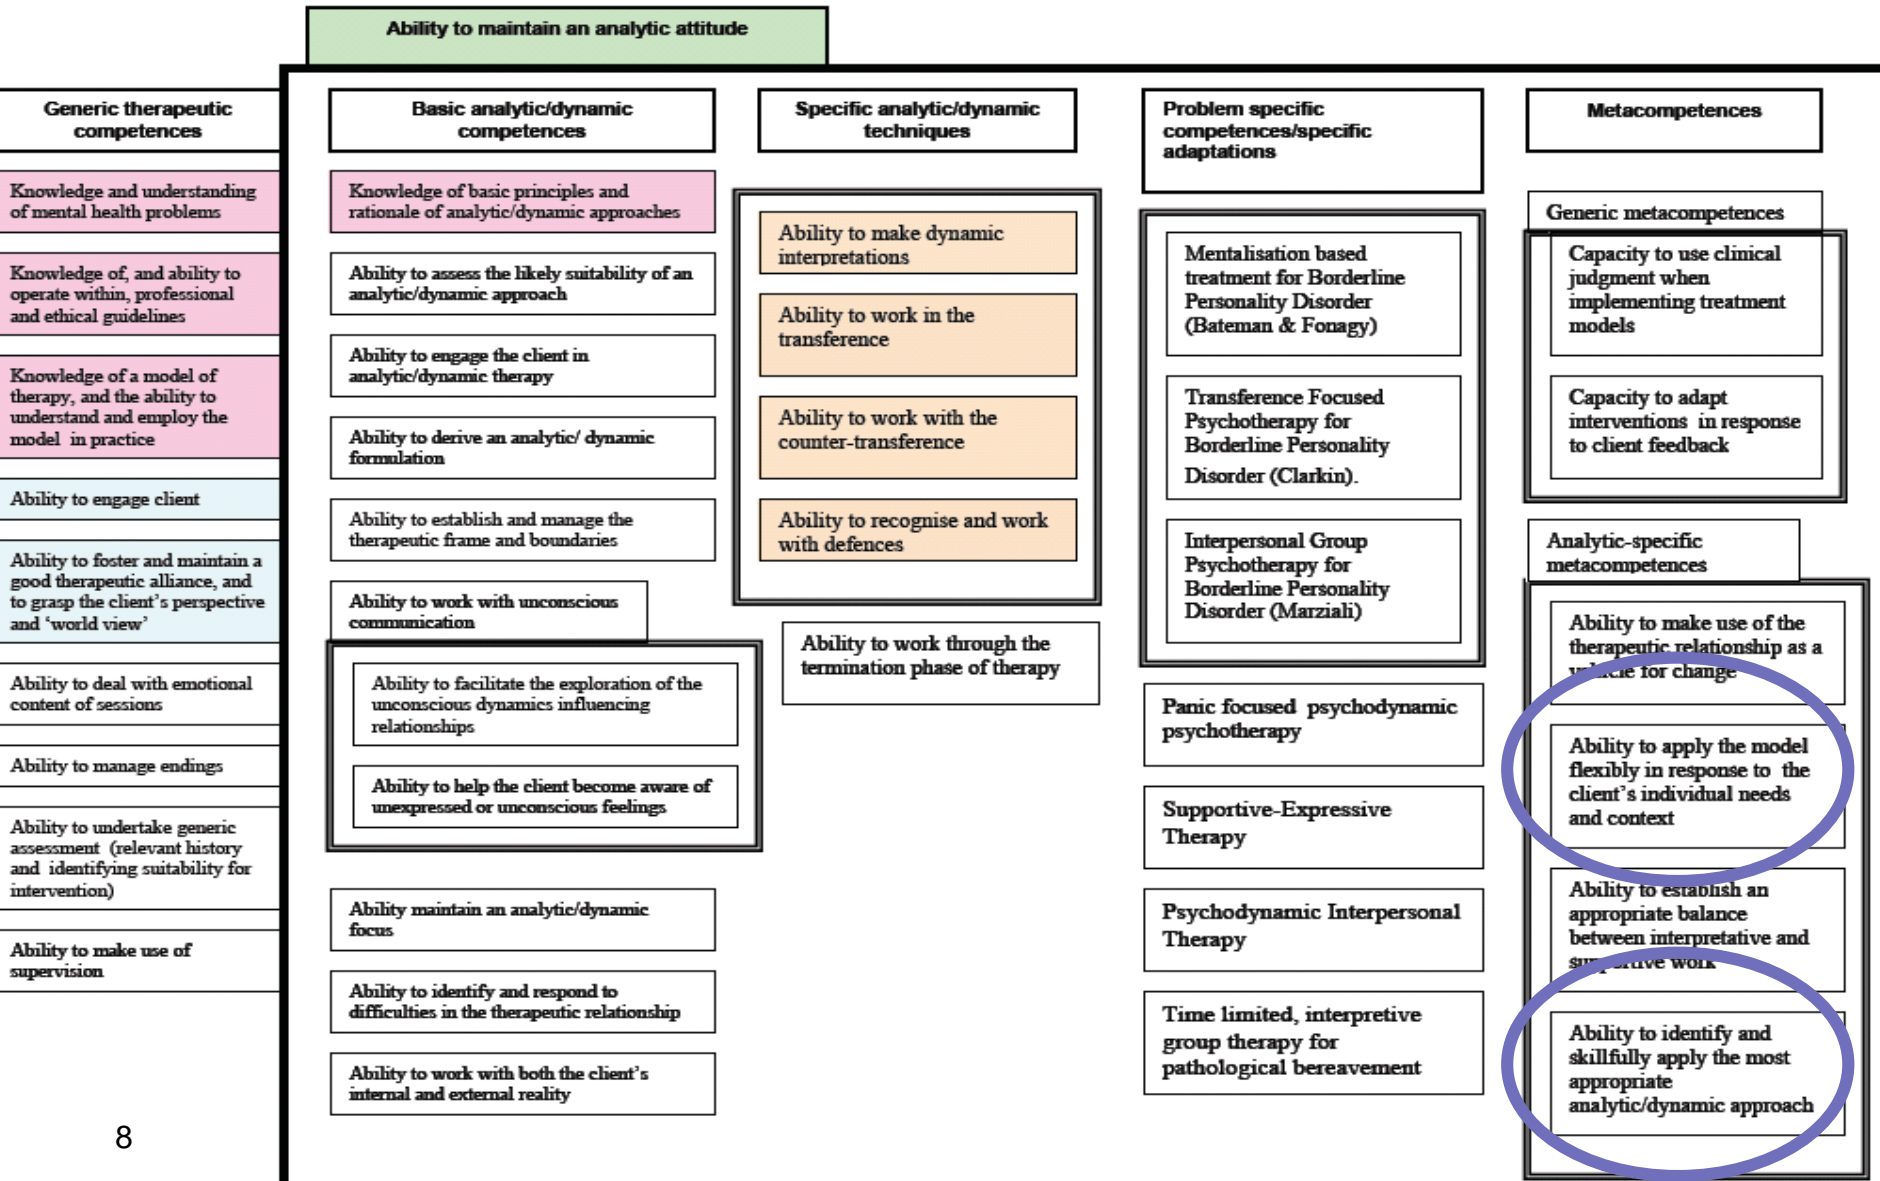 Ability to maintain an analytic attitude
Generic therapeutic
competences
Knowledge and understanding
of mental health problems
Knowledge of, and ability to
operate within, professional
and ethical guidelines
Knowledge of a model of
therapy, and the ability to
understand and employ the
model in practice
Ability to engage client
Ability to foster and maintain a
good therapeutic alliance, and
to grasp the client's perspective
and 'world view'
Ability to deal with emotional
content of sessions
Ability to manage endings
Ability to undertake generic
assessment (relevant history
and identifying suitability for
intervention)
Ability to make use of
supervision
Basic analytic/dynamic
competences
Knowledge of basic principles and
rationale of analytic/dynamic approaches
Ability to assess the likely suitability of an
analytic/dynamic approach
Ability to engage the client in
analytic/dynamic therapy
Ability to derive an analytic/ dynamic
formulation
Ability to establish and manage the
therapeutic frame and boundaries
Ability to work with unconscious
communication
Ability to facilitate the exploration of the
unconscious dynamics influencing
relationships
Ability to help the client become aware of
unexpressed or unconscious feelings
Ability maintain an analytic/dynamic
focus
Ability to identify and respond to
difficulties in the therapeutic relationship
Ability to work with both the client's
internal and external reality
Specific analytic/dynamic
techniques
Ability to make dynamic
interpretations
Ability to work in the
transference
Ability to work with the
counter-transference
Ability to recognise and work
with defences
Ability to work through the
termination phase of therapy
Problem specific
competences/specific
adaptations
Mentalisation based
treatment for Borderline
Personality Disorder
(Bateman & Fonagy)
Transference Focused
Psychotherapy for
Borderline Personality
Disorder (Clarkin).
Interpersonal Group
Psychotherapy for
Borderline Personality
Disorder (Marziali)
Panic focused psychodynamic
psychotherapy
Supportive-Expressive
Therapy
Psychodynamic Interpersonal
Therapy
Time limited, interpretive
group therapy for
pathological bereavement
Metacompetences
Generic metacompetences
Capacity to use clinical
judgment when
implementing treatment
models
Capacity to adapt
interventions in response
to client feedback
Analytic-specific
metacompetences
Ability to make use of the
therapeutic relationship as a
vehicle for change
Ability to apply the model
flexibly in response to the
client's individual needs
and context
Ability to establish an
appropriate balance
between interpretative and
supportive work
Ability to identify and
skillfully apply the most
appropriate
analytic/dynamic approach
8